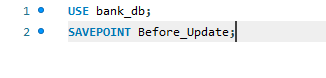 1 USE bank_db;
2 SAVEPOINT Before_Update;